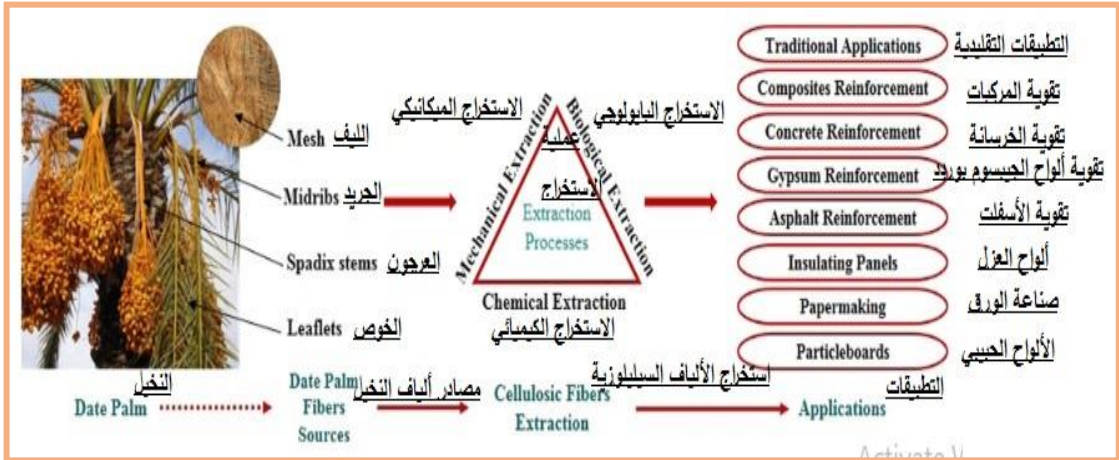 Mesh الليف
Midribs الجريد
Spadix stems العرجون
Leaflets الخوص
الاستخراج الميكانيكي
Mechanical Extraction
الاستخراج البايولوجي
Biological Extraction
عملية
الاستخراج
Extraction
Processes
Chemical Extraction
الاستخراج الكيميائي
Traditional Applications التطبيقات التقليدية
Composites Reinforcement تقوية المركبات
Concrete Reinforcement تقوية الخرسانة
Gypsum Reinforcement تقوية ألواح الجيبسوم بوردد
Asphalt Reinforcement تقوية الأسفلت
Insulating Panels ألواح العزل
Papermaking صناعة الورق
Particleboards الألواح الحبيبي
النخيل
Date Palm
Date Palm
Fibers
Sources
مصادر ألياف النخيل
Cellulosic Fibers
Extraction
استخراج الألياف السيليلوزية
التطبيقات
Applications